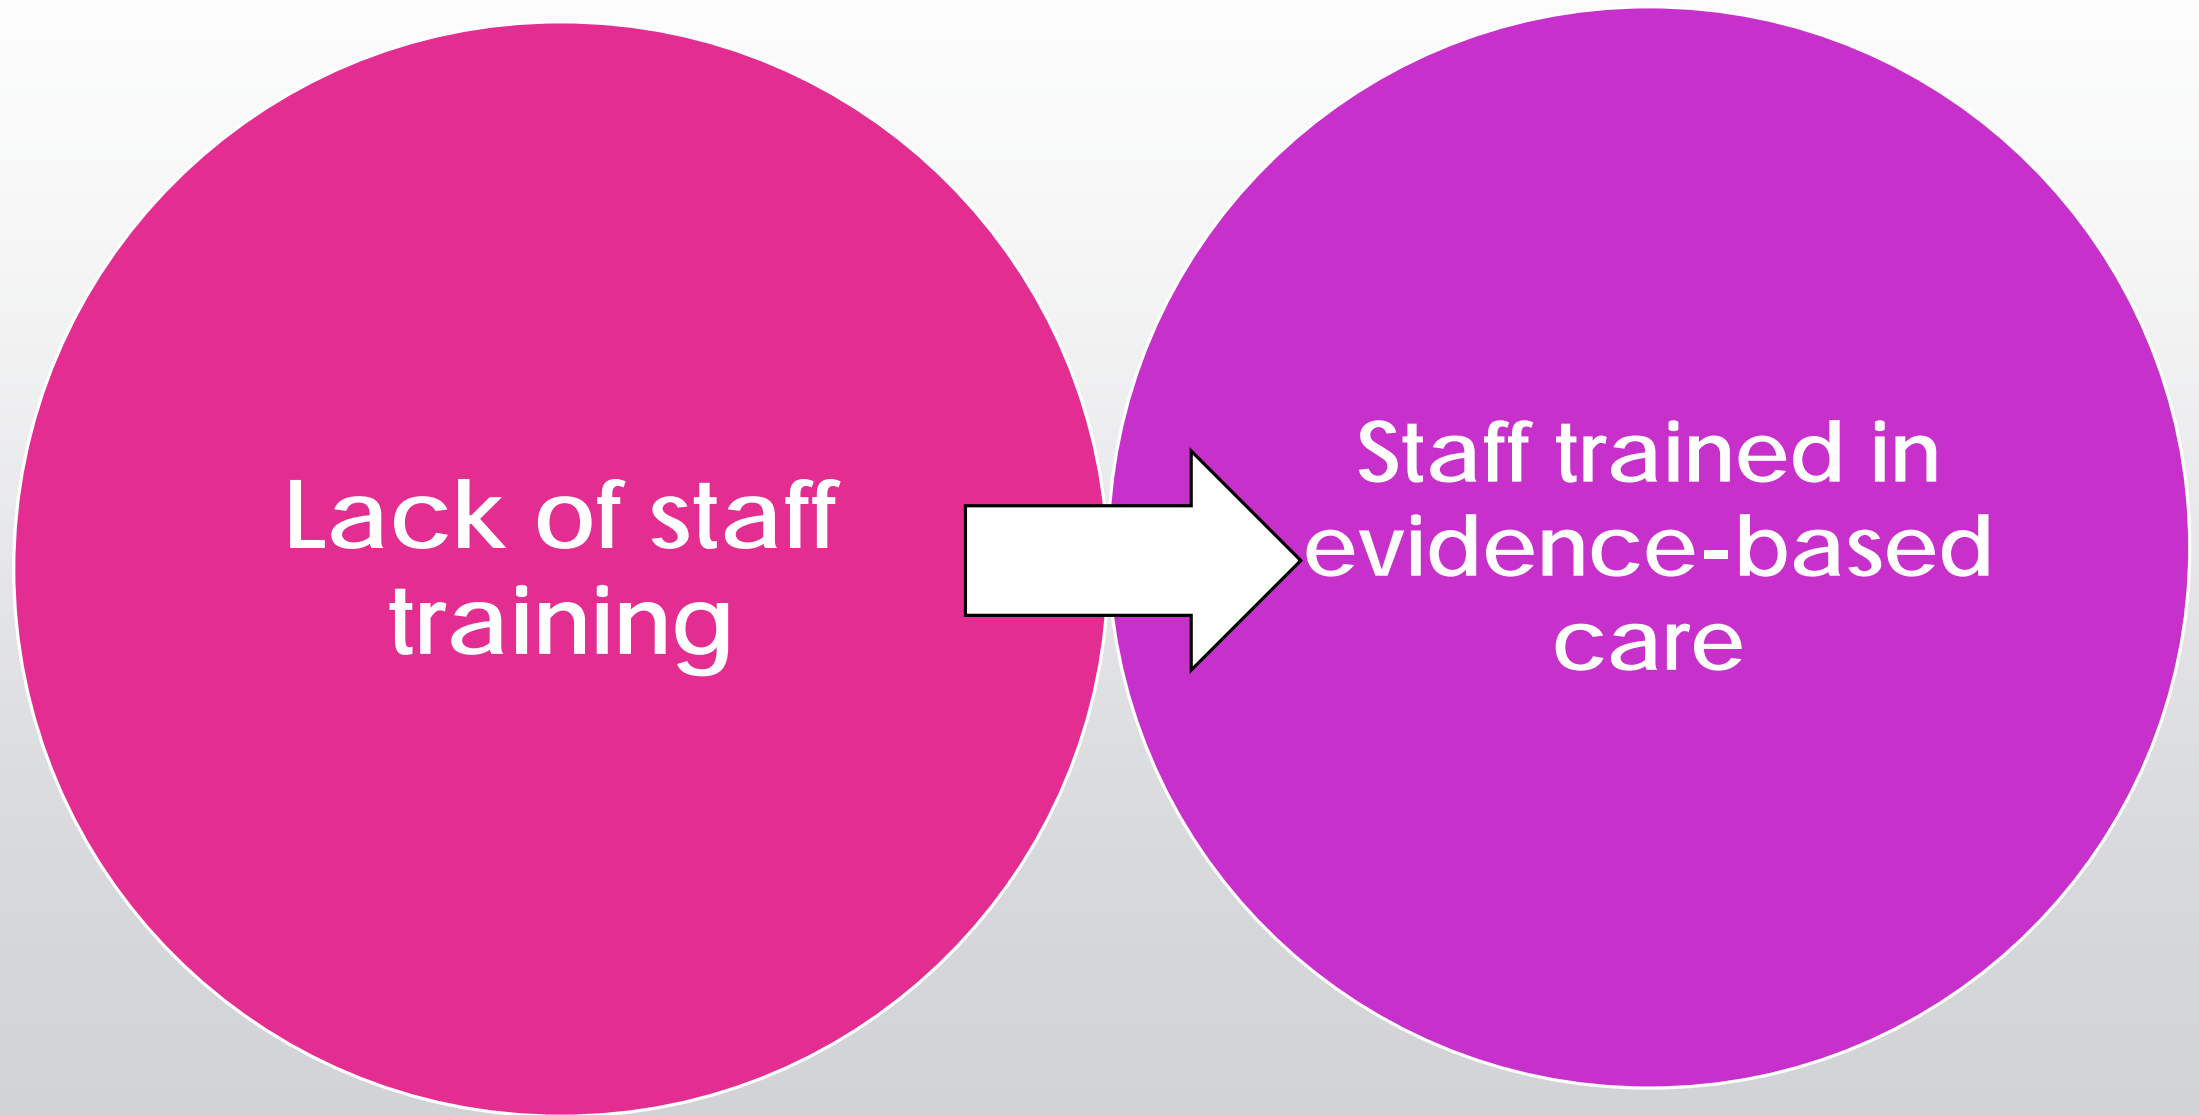 Lack of staff
training
Staff trained in
evidence-based
care